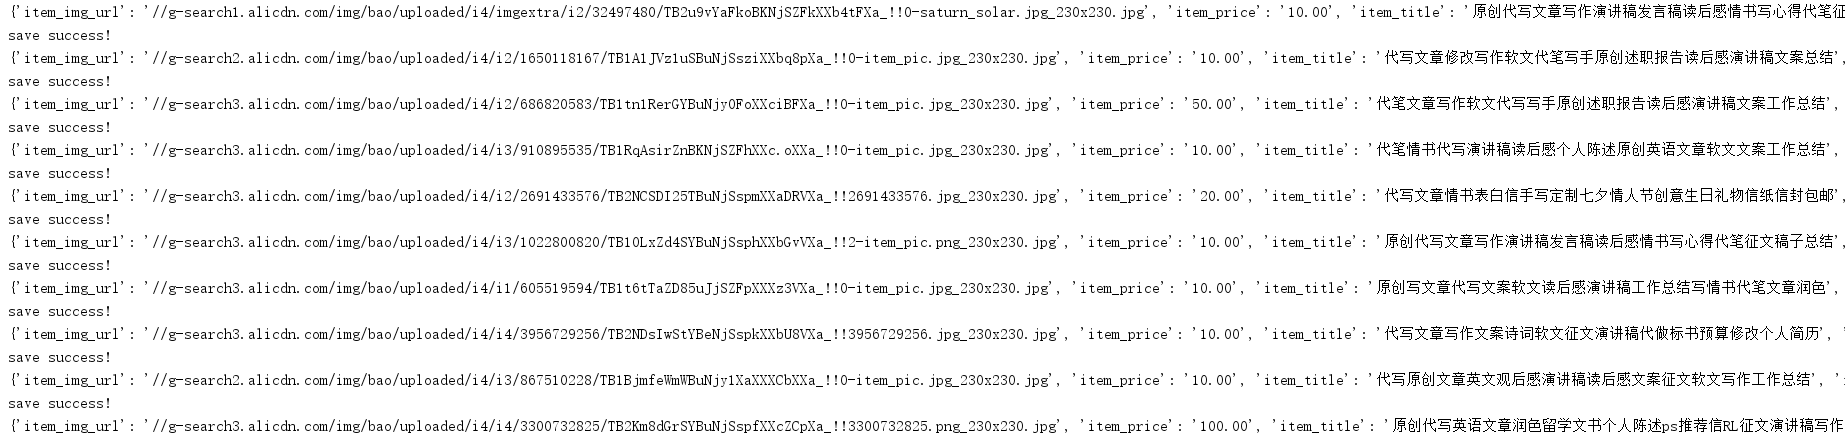 {'item_img_url': '//g-search1.alicdn.com/img/bao/uploaded/i4/imgextra/i2/32497480/TB2u9vYaFkoBKNjSZFkXXb4tFXa_!!0-saturn_solar.jpg_230x230.jpg', 'item_price': '10.00', 'item_title': '原创代写文章写作演讲稿发言稿读后感情书写心得代笔征
save success!
{'item_img_url': '//g-search2.alicdn.com/img/bao/uploaded/i4/i2/1650118167/TB1A1JVz1uSBuNjSsziXXbq8pXa_!!0-item_pic.jpg_230x230.jpg', 'item_price': '10.00', 'item_title': '代写文章修改写作软文代笔写手原创述职报告读后感演讲稿文案总结',
save success!
{'item_img_url': '//g-search3.alicdn.com/img/bao/uploaded/i4/i2/686820583/TB1tn1RerGYBuNjy0FoXXciBFXa_!!0-item_pic.jpg_230x230.jpg', 'item_price': '50.00', 'item_title': '代笔文章写作软文代写写手原创述职报告读后感演讲稿文案工作总结',
save success!
{'item_img_url': '//g-search3.alicdn.com/img/bao/uploaded/i4/i3/910895535/TB1RqAsirZnBKNjSZFhXXc.oXXa_!!0-item_pic.jpg_230x230.jpg', 'item_price': '10.00', 'item_title': '代笔情书代写演讲稿读后感个人陈述原创英语文章软文文案工作总结',
save success!
{'item_img_url': '//g-search3.alicdn.com/img/bao/uploaded/i4/i2/2691433576/TB2NCSDI25TBuNjSspmXXaDRVXa_!!2691433576.jpg_230x230.jpg', 'item_price': '20.00', 'item_title': '代写文章情书表白信手写定制七夕情人节创意生日礼物信纸信封包邮',
save success!
{'item_img_url': '//g-search3.alicdn.com/img/bao/uploaded/i4/i3/1022800820/TB10LxZd4SYBuNjSsphXXbGvVXa_!!2-item_pic.png_230x230.jpg', 'item_price': '10.00', 'item_title': '原创代写文章写作演讲稿发言稿读后感情书写心得代笔征文稿子总结',
save success!
{'item_img_url': '//g-search3.alicdn.com/img/bao/uploaded/i4/i1/605519594/TB1t6tTaZD85uJjSZFpXXXz3VXa_!!0-item_pic.jpg_230x230.jpg', 'item_price': '10.00', 'item_title': '原创写文章代写文案软文读后感演讲稿工作总结写情书代笔文章润色',
save success!
{'item_img_url': '//g-search3.alicdn.com/img/bao/uploaded/i4/i4/3956729256/TB2NDsIwStYBeNjSspkXXbU8VXa_!!3956729256.jpg_230x230.jpg', 'item_price': '10.00', 'item_title': '代写文章写作文案诗词软文征文演讲稿代做标书预算修改个人简历', '
save success!
{'item_img_url': '//g-search2.alicdn.com/img/bao/uploaded/i4/i3/867510228/TB1BjmfeWmWBuNjy1XaXXXCbXXa_!!0-item_pic.jpg_230x230.jpg', 'item_price': '10.00', 'item_title': '代写原创文章英文观后感演讲稿读后感文案征文软文写作工作总结', '
save success!
{'item_img_url': '//g-search3.alicdn.com/img/bao/uploaded/i4/i4/3300732825/TB2Km8dGrSYBuNjSspfXXcZCpXa_!!3300732825.png_230x230.jpg', 'item_price': '100.00', 'item_title': '原创代写英语文章润色留学文书个人陈述ps推荐信RL征文演讲稿写作